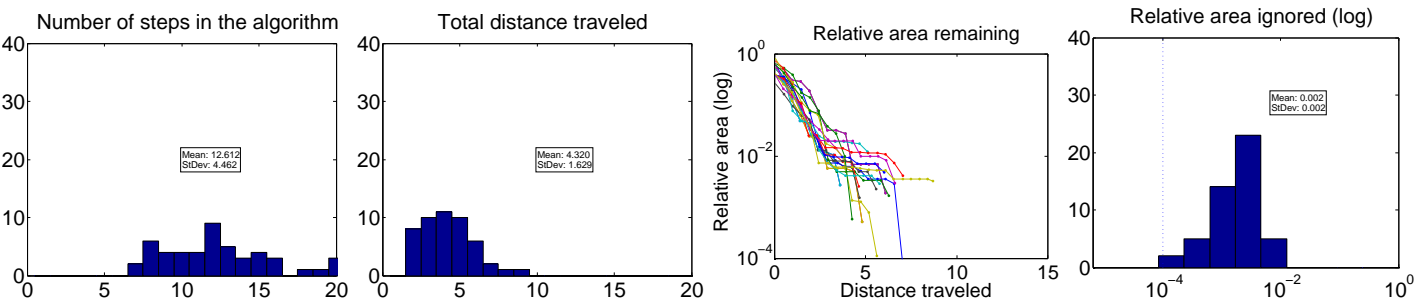 Number of steps in the algorithm
40
30
20
10
0
0 5 10 15 20
Mean: 12.612
StDev: 4.462
Total distance traveled
40
30
20
10
0
0 5 10 15 20
Mean: 4.320
StDev: 1.629
Relative area remaining
Relative area (log)
10^0
10^-2
10^-4
0 5 10 15
Distance traveled
Relative area ignored (log)
40
30
20
10
0
10^-4 10^-2 10^0
Mean: 0.002
StDev: 0.002